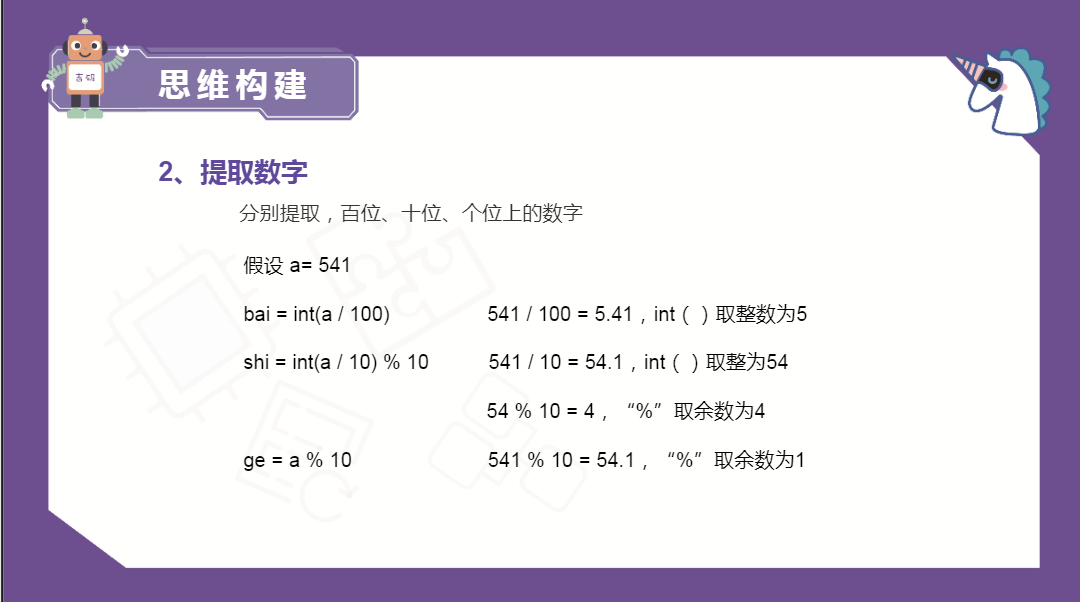 吉码
思维构建
2、提取数字
分别提取，百位、十位、个位上的数字
假设 a= 541
bai = int(a / 100) 541 / 100 = 5.41，int（ ）取整数为5
shi = int(a / 10) % 10 541 / 10 = 54.1，int（ ）取整为54
54 % 10 = 4，“%”取余数为4
ge = a % 10 541 % 10 = 54.1，“%”取余数为1